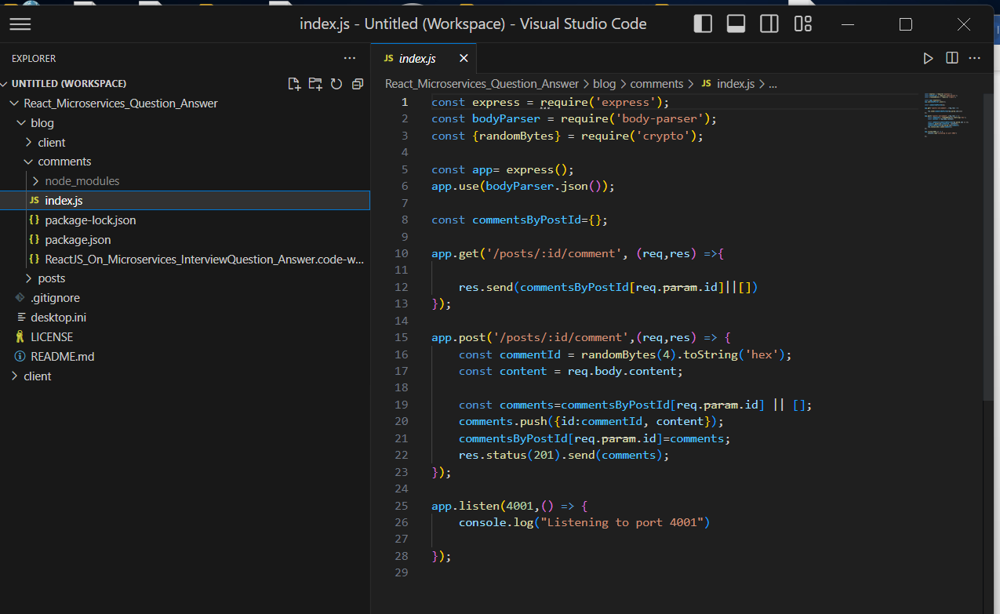 index.js - Untitled (Workspace) - Visual Studio Code
EXPLORER
UNTITLED (WORKSPACE)
React_Microservices_Question_Answer
blog
client
comments
node_modules
JS index.js
{} package-lock.json
{} package.json
{} ReactJS_On_Microservices_InterviewQuestion_Answer.code-w...
posts
.gitignore
desktop.ini
LICENSE
README.md
client
JS index.js
React_Microservices_Question_Answer > blog > comments > JS index.js > ...
1 const express = require('express');
2 const bodyParser = require('body-parser');
3 const {randomBytes} = require('crypto');
4
5 const app= express();
6 app.use(bodyParser.json());
7
8 const commentsByPostId={};
9
10 app.get('/posts/:id/comment', (req,res) =>{
11
12 res.send(commentsByPostId[req.param.id]||[])
13 });
14
15 app.post('/posts/:id/comment',(req,res) => {
16 const commentId = randomBytes(4).toString('hex');
17 const content = req.body.content;
18
19 const comments=commentsByPostId[req.param.id] || [];
20 comments.push({id:commentId, content});
21 commentsByPostId[req.param.id]=comments;
22 res.status(201).send(comments);
23 });
24
25 app.listen(4001,() => {
26 console.log("Listening to port 4001")
27
28 });
29